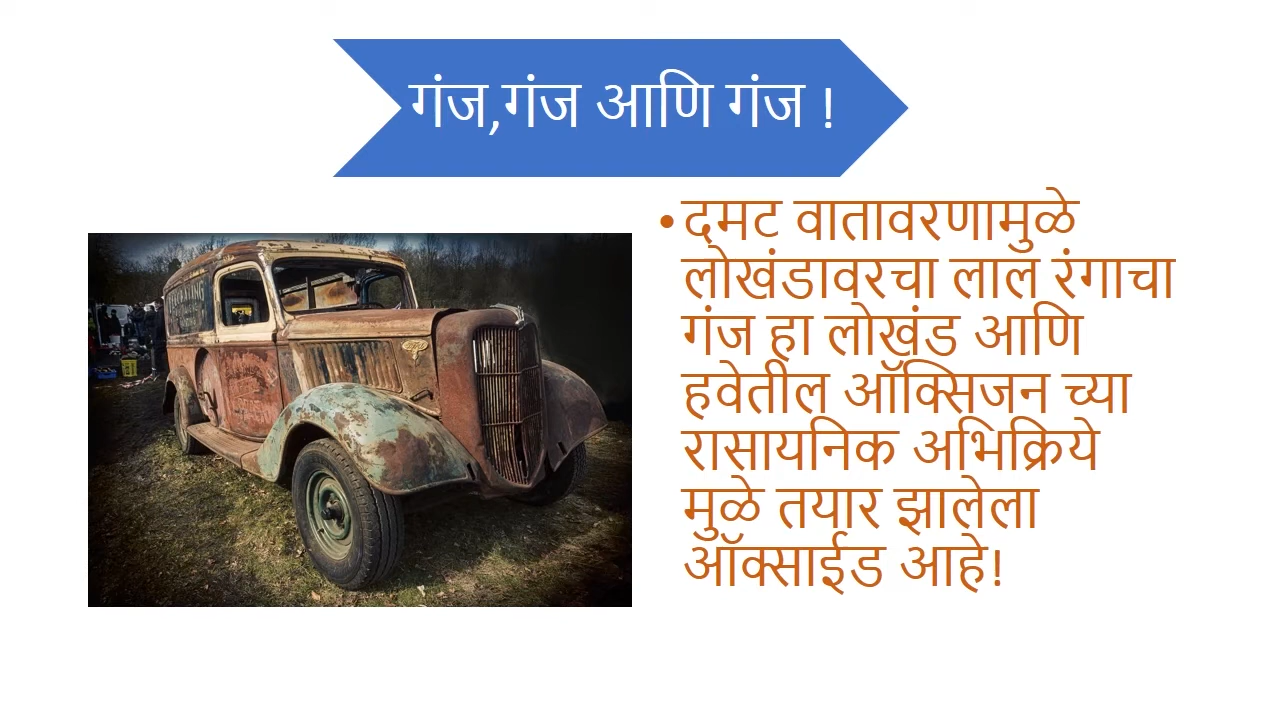 गंज,गंज आणि गंज !
•दमट वातावरणामुळे
लोखंडावरचा लाल रंगाचा
गंज हा लोखंड आणि
हवेतील ऑक्सिजन च्या
रासायनिक अभिक्रिये
मुळे तयार झालेला
ऑक्साईड आहे!